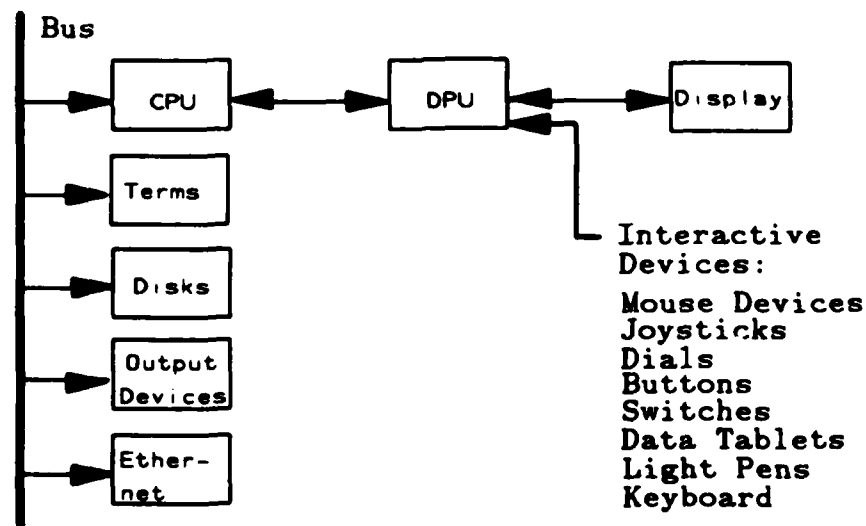 Bus
CPU
DPU
Display
Terms
Disks
Output
Devices
Ether-
net
Interactive
Devices:
Mouse Devices
Joysticks
Dials
Buttons
Switches
Data Tablets
Light Pens
Keyboard